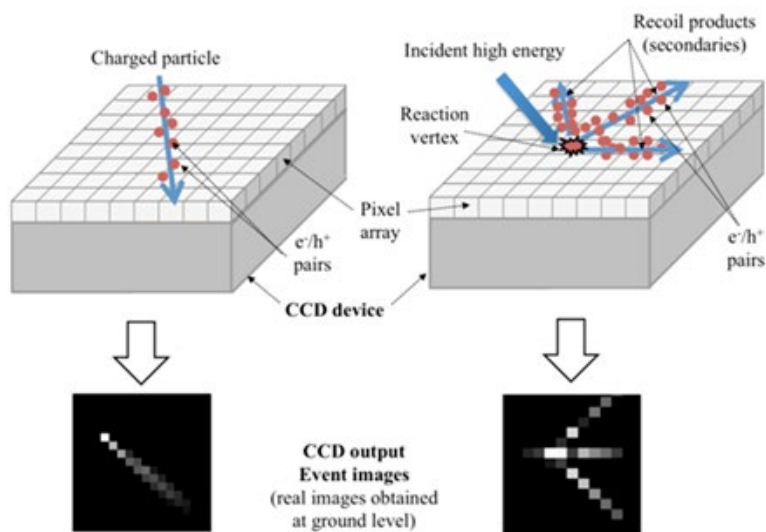 Charged particle
Incident high energy
Recoil products
(secondaries)
Reaction
vertex
Pixel
array
e⁻/h⁺
pairs
e⁻/h⁺
pairs
CCD device
CCD output
Event images
(real images obtained
at ground level)